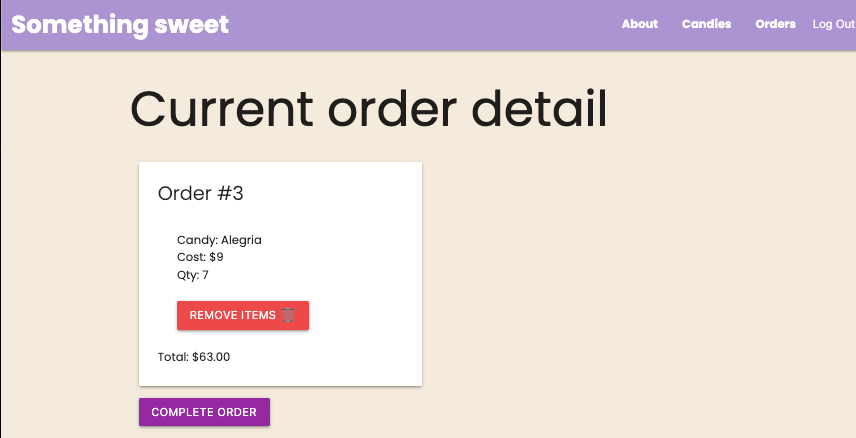 Something sweet
About Candies Orders Log Out
Current order detail
Order #3
Candy: Alegria
Cost: $9
Qty: 7
REMOVE ITEMS
Total: $63.00
COMPLETE ORDER